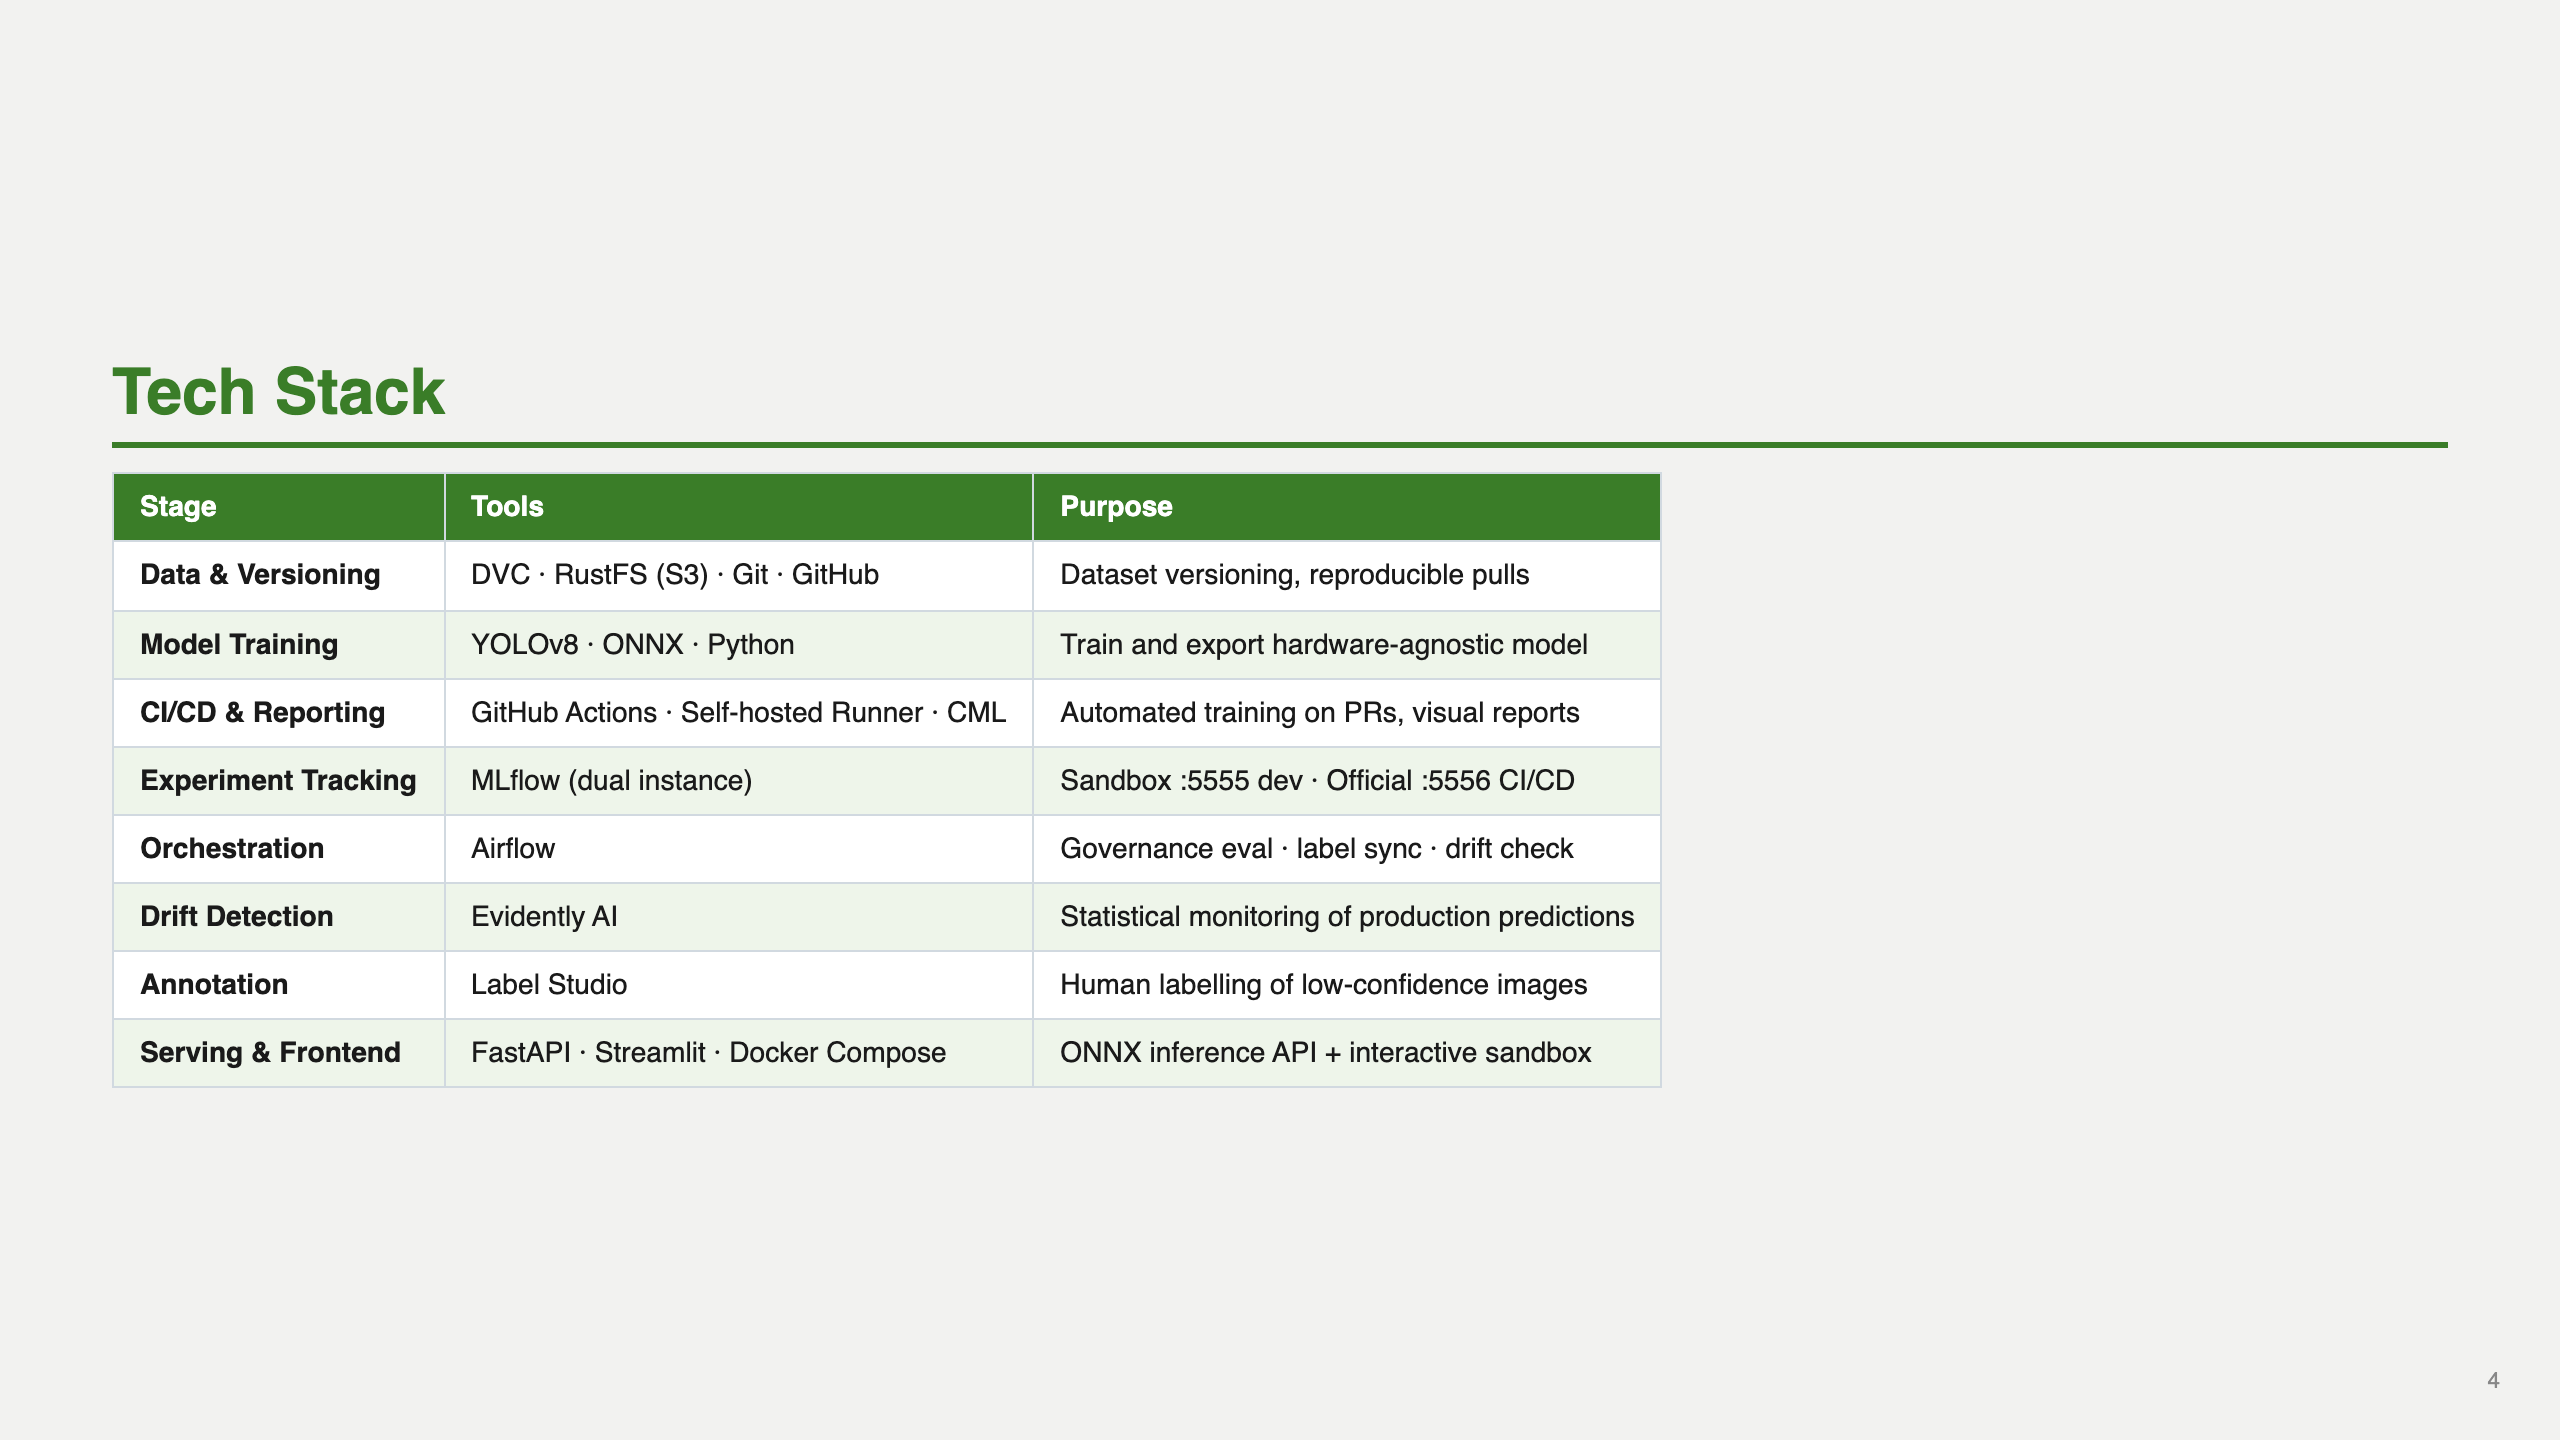 Tech Stack
Stage Tools Purpose
Data & Versioning DVC · RustFS (S3) · Git · GitHub Dataset versioning, reproducible pulls
Model Training YOLOv8 · ONNX · Python Train and export hardware-agnostic model
CI/CD & Reporting GitHub Actions · Self-hosted Runner · CML Automated training on PRs, visual reports
Experiment Tracking MLflow (dual instance) Sandbox :5555 dev · Official :5556 CI/CD
Orchestration Airflow Governance eval · label sync · drift check
Drift Detection Evidently AI Statistical monitoring of production predictions
Annotation Label Studio Human labelling of low-confidence images
Serving & Frontend FastAPI · Streamlit · Docker Compose ONNX inference API + interactive sandbox
4